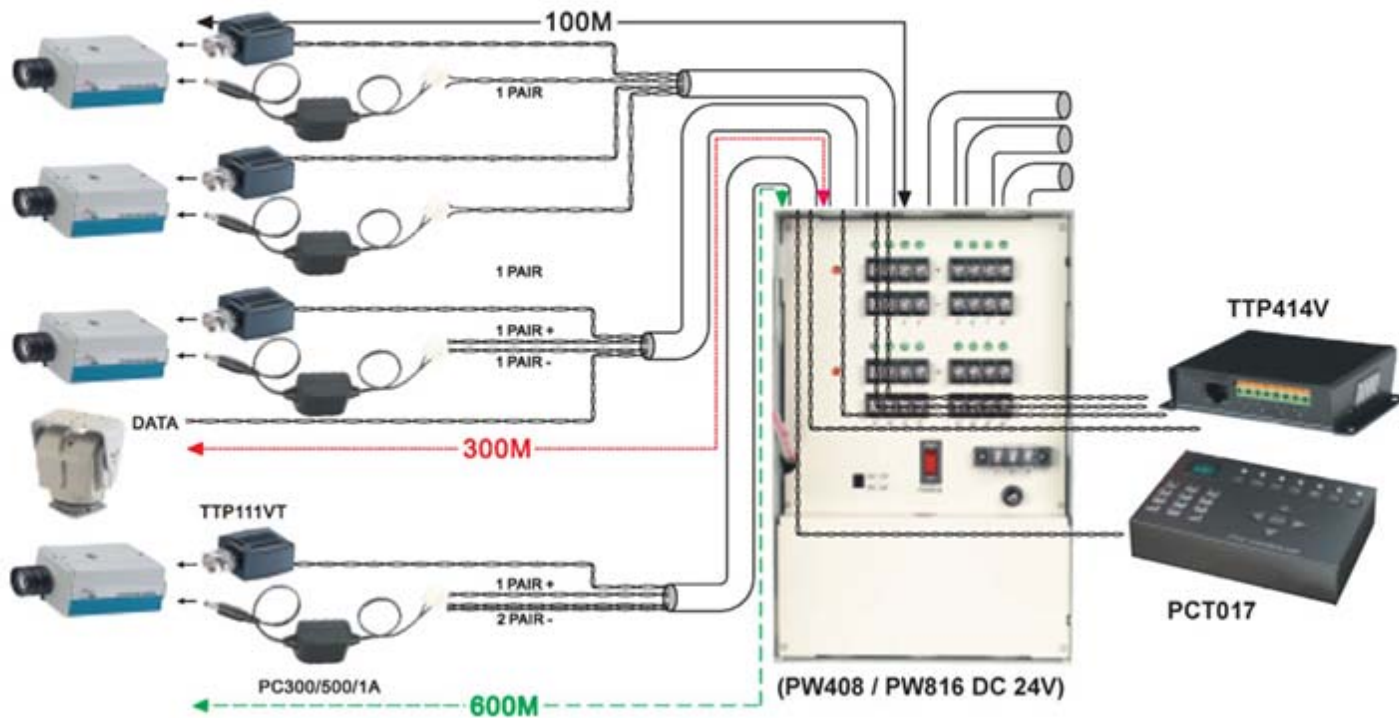 100M
1 PAIR
1 PAIR
1 PAIR +
1 PAIR -
DATA
300M
TTP111VT
1 PAIR +
2 PAIR -
PC300/500/1A
600M
(PW408 / PW816 DC 24V)
TTP414V
PCT017